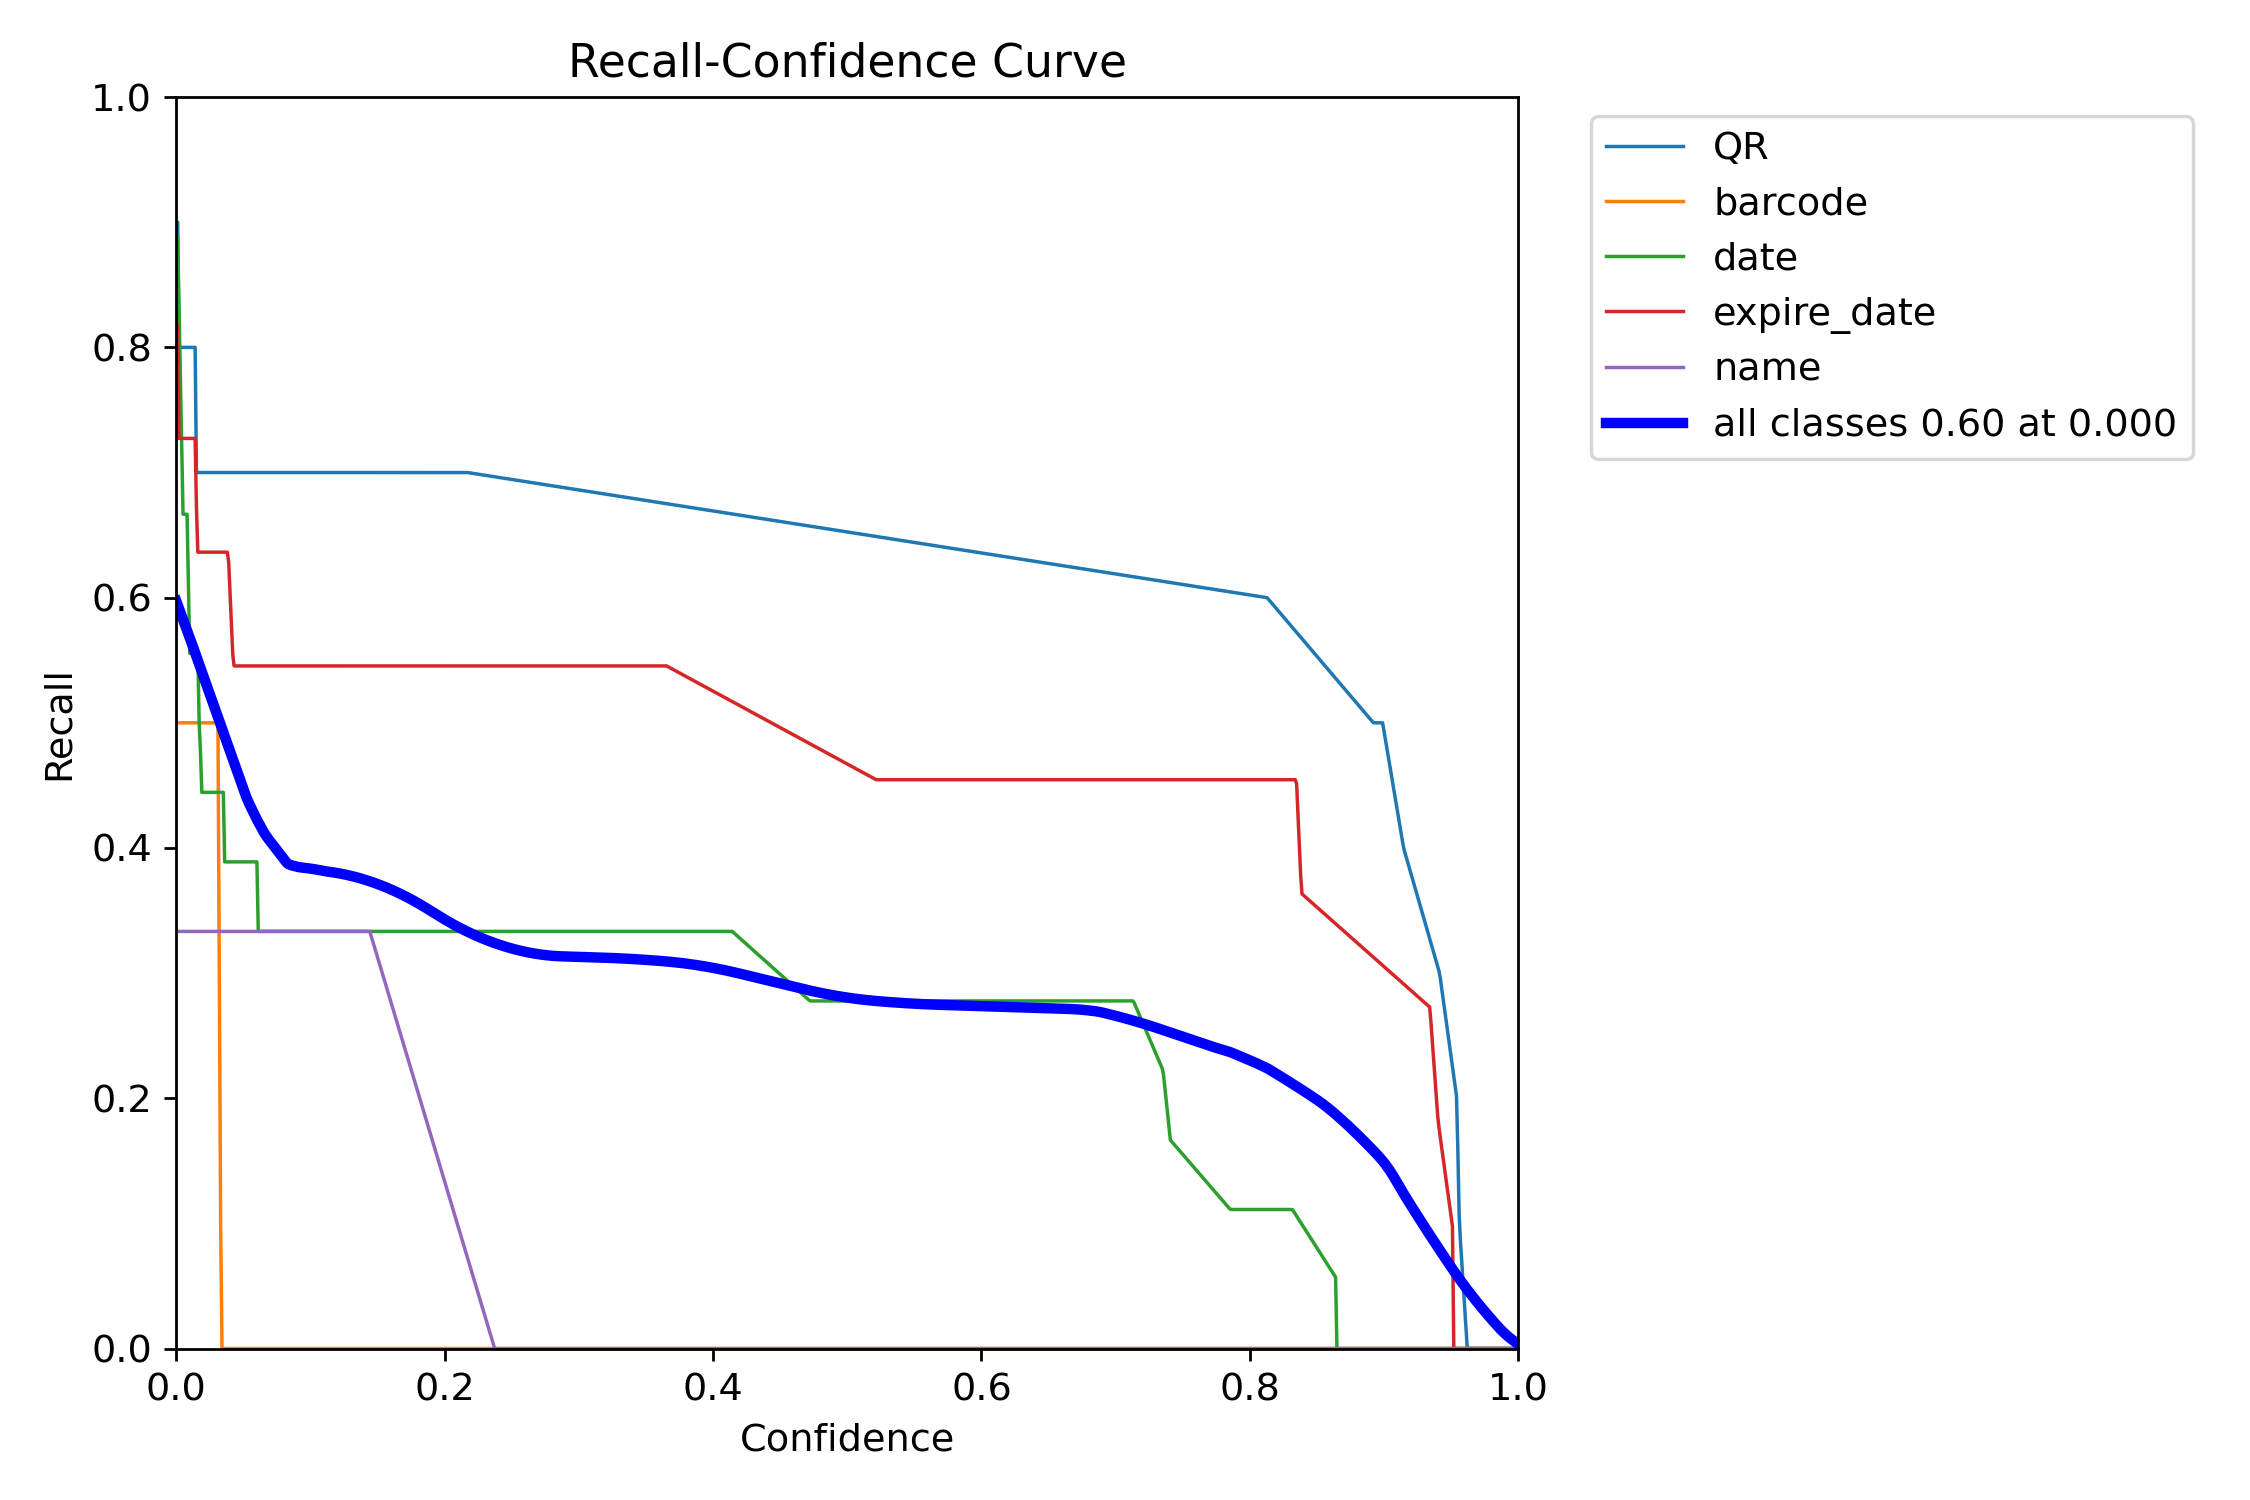 Recall-Confidence Curve
1.0
0.8
0.6
0.4
0.2
0.0
Recall
0.0 0.2 0.4 0.6 0.8 1.0
Confidence
QR
barcode
date
expire_date
name
all classes 0.60 at 0.000